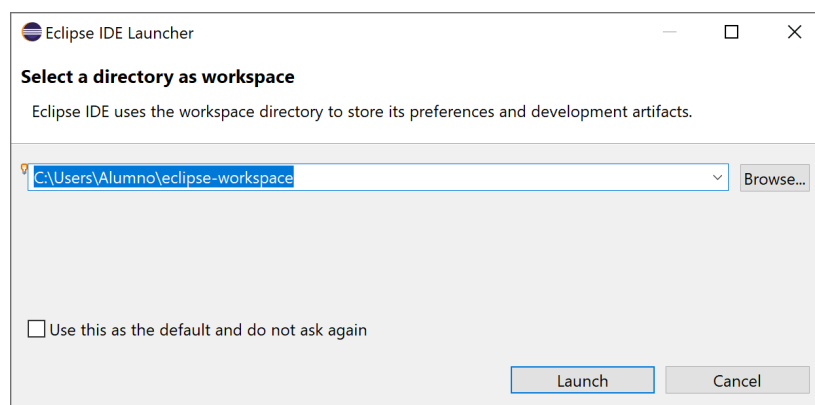 Eclipse IDE Launcher
Select a directory as workspace
Eclipse IDE uses the workspace directory to store its preferences and development artifacts.
C:\Users\Alumno\eclipse-workspace
Browse...
Use this as the default and do not ask again
Launch
Cancel